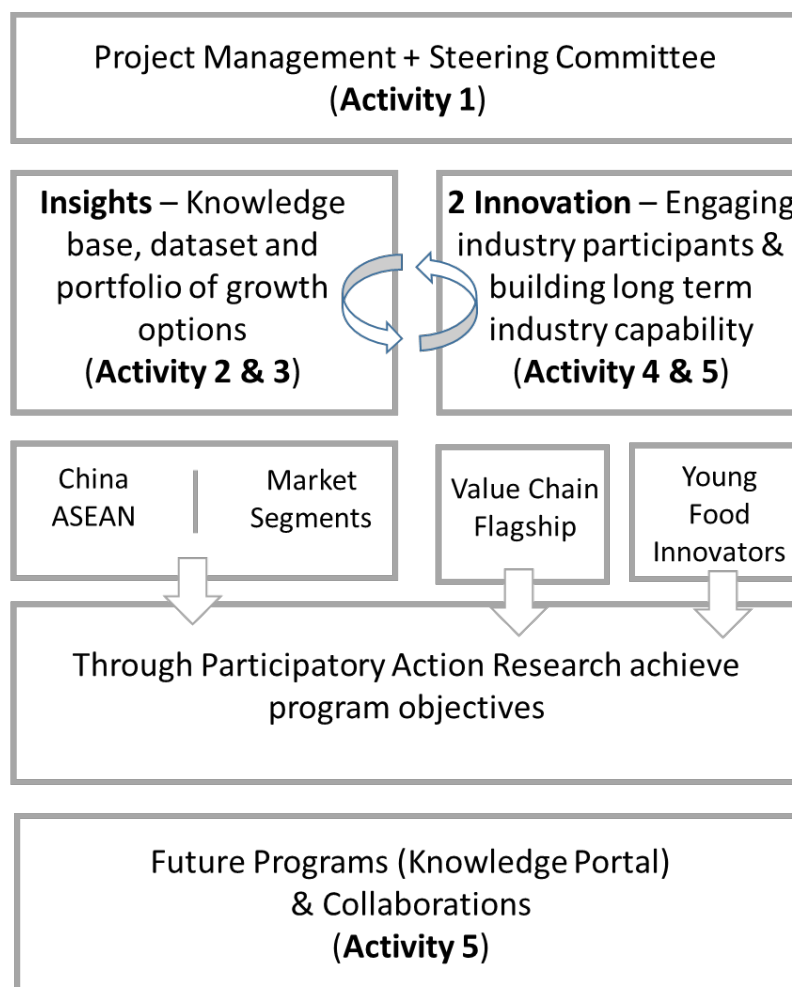 Project Management + Steering Committee
(Activity 1)
Insights – Knowledge
base, dataset and
portfolio of growth
options
(Activity 2 & 3)
2 Innovation – Engaging
industry participants &
building long term
industry capability
(Activity 4 & 5)
China
ASEAN
Market
Segments
Value Chain
Flagship
Young
Food
Innovators
Through Participatory Action Research achieve
program objectives
Future Programs (Knowledge Portal)
& Collaborations
(Activity 5)